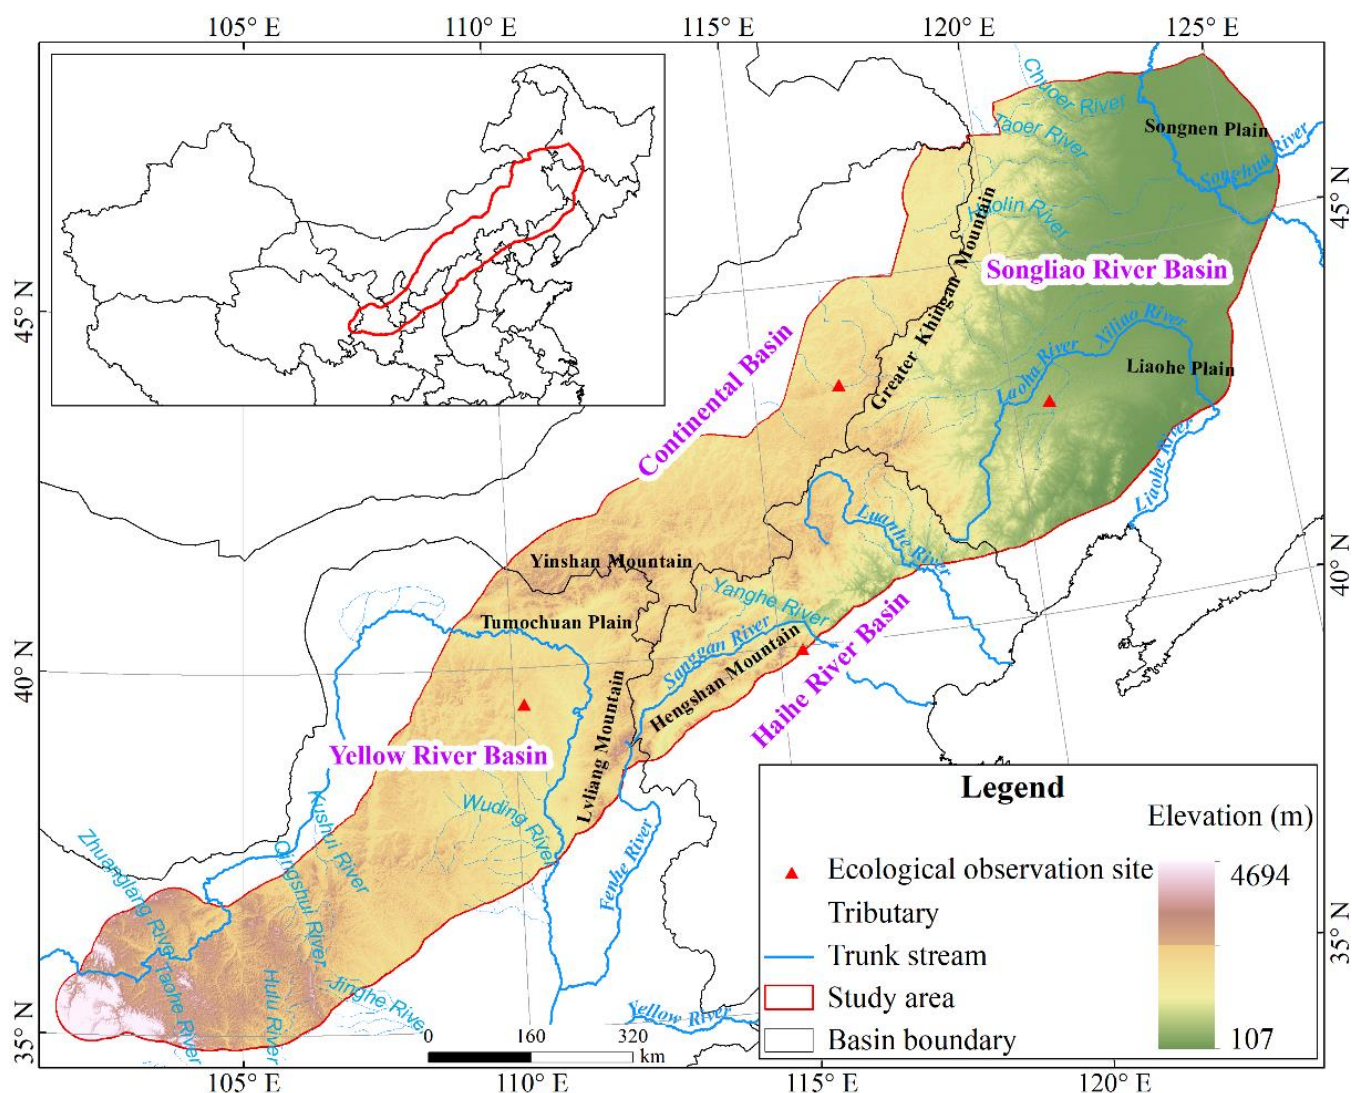 105° E
110° E
115° E
120° E
125° E
Chuoer River
Taoer River
Songnen Plain
Songhua River
45° N
45° N
Huolin River
Greater Khingan Mountain
Songliao River Basin
Continental Basin
Laoha River
Xiliao River
Liaohe Plain
Liaohe River
Luanhe River
Yinshan Mountain
Yanghe River
Tumochuan Plain
Sanggan River
Hengshan Mountain
Haihe River Basin
40° N
40° N
Lvliang Mountain
Yellow River Basin
Wuding River
Kushui River
Qingshui River
Zhuanglang River
Fenhe River
Taohe River
Hulu River
Jinghe Rive
Yellow River
35° N
35° N
0 160 320
km
Legend
Elevation (m)
Ecological observation site
4694
Tributary
Trunk stream
Study area
Basin boundary
107
105° E
110° E
115° E
120° E